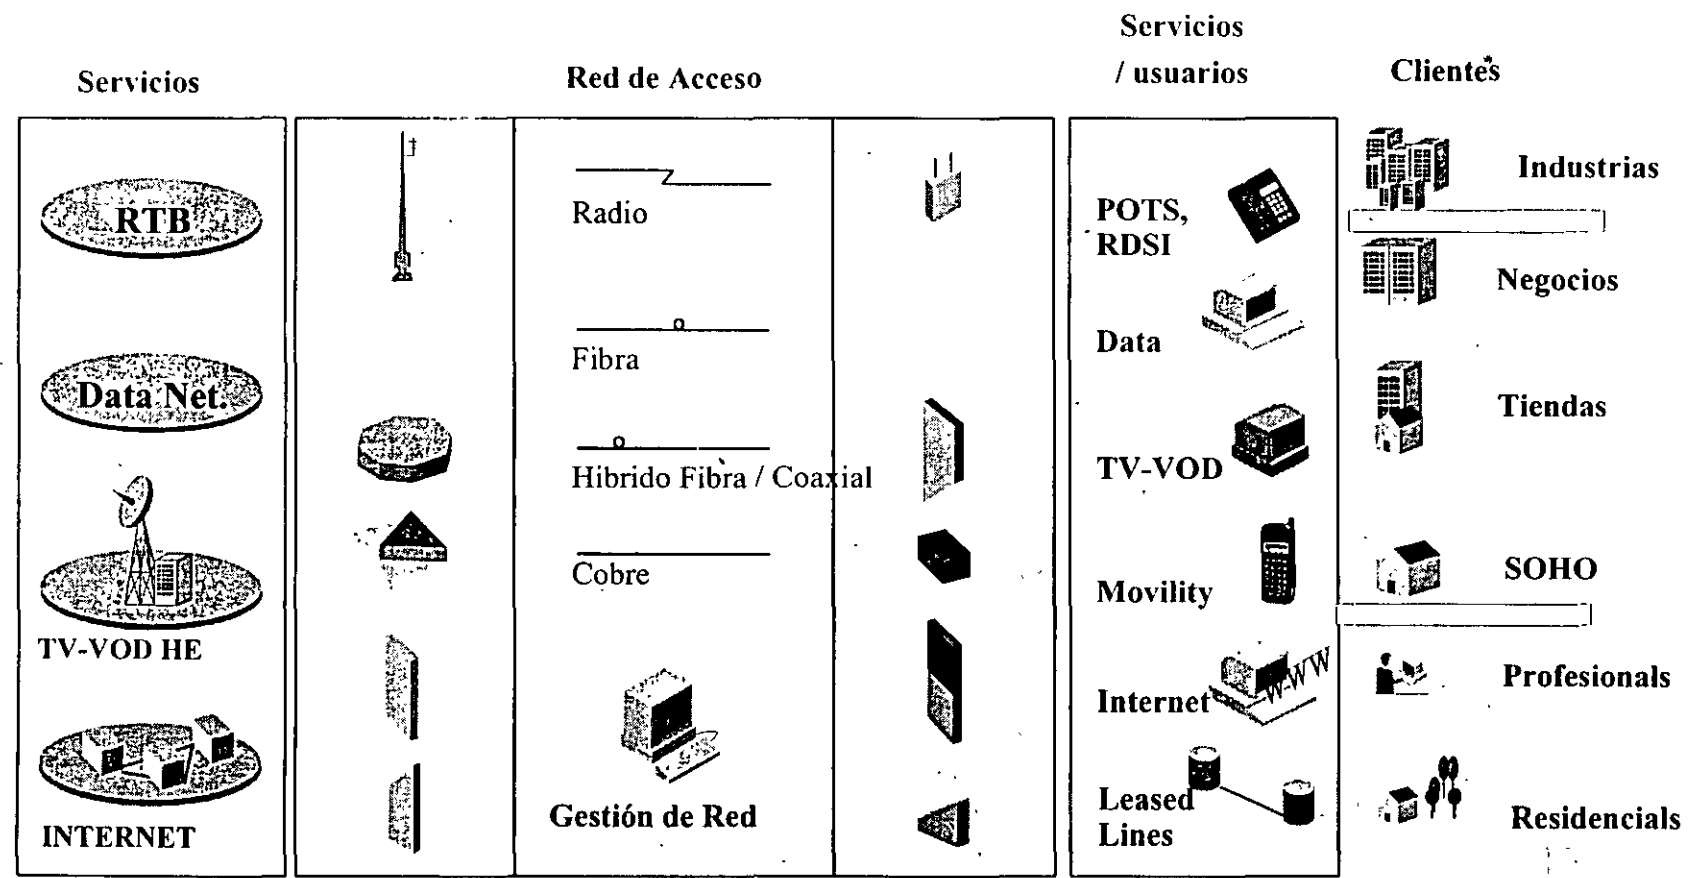 Servicios
RTB
Data Net.
TV-VOD HE
INTERNET
Red de Acceso
Radio
Fibra
Hibrido Fibra / Coaxial
Cobre
Gestión de Red
Servicios
/ usuarios
POTS,
RDSI
Data
TV-VOD
Movility
Internet
WWW
Leased
Lines
Clientes
Industrias
Negocios
Tiendas
SOHO
Profesionals
Residencials